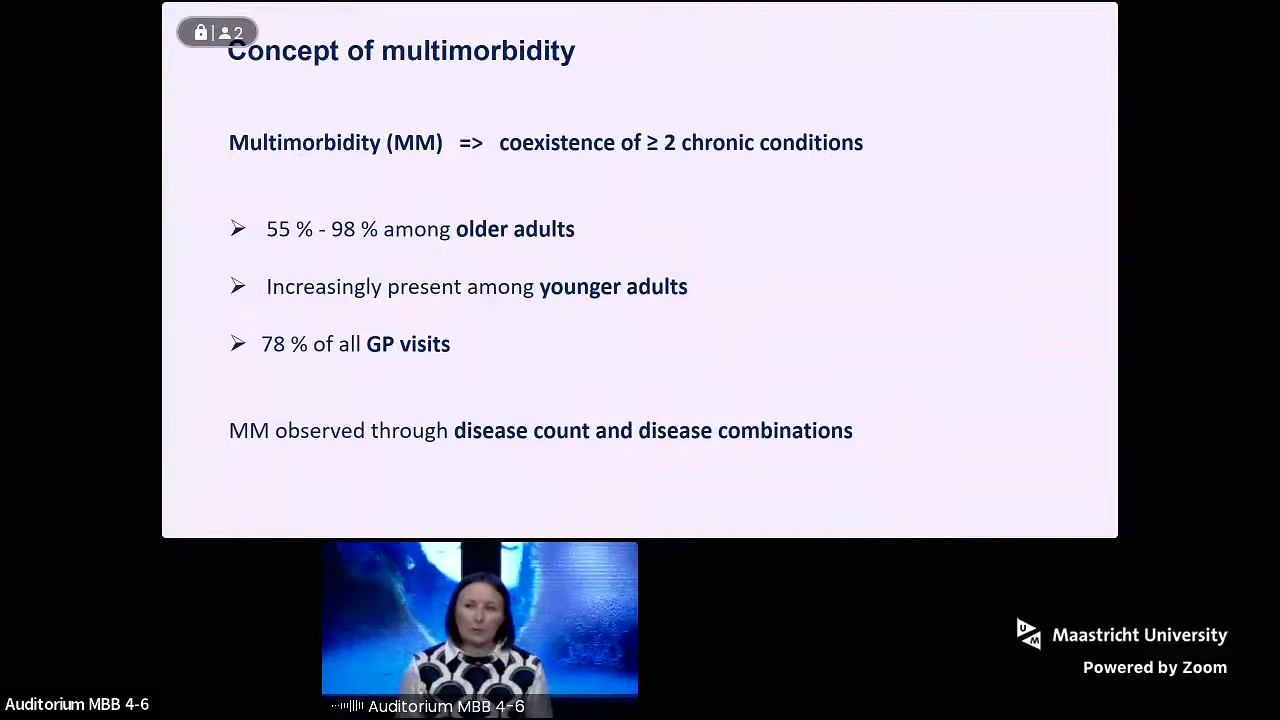 2
Concept of multimorbidity
Multimorbidity (MM) => coexistence of ≥ 2 chronic conditions
➢ 55 % - 98 % among older adults
➢ Increasingly present among younger adults
➢ 78 % of all GP visits
MM observed through disease count and disease combinations
UM Maastricht University
Powered by Zoom
Auditorium MBB 4-6
Auditorium MBB 4-6